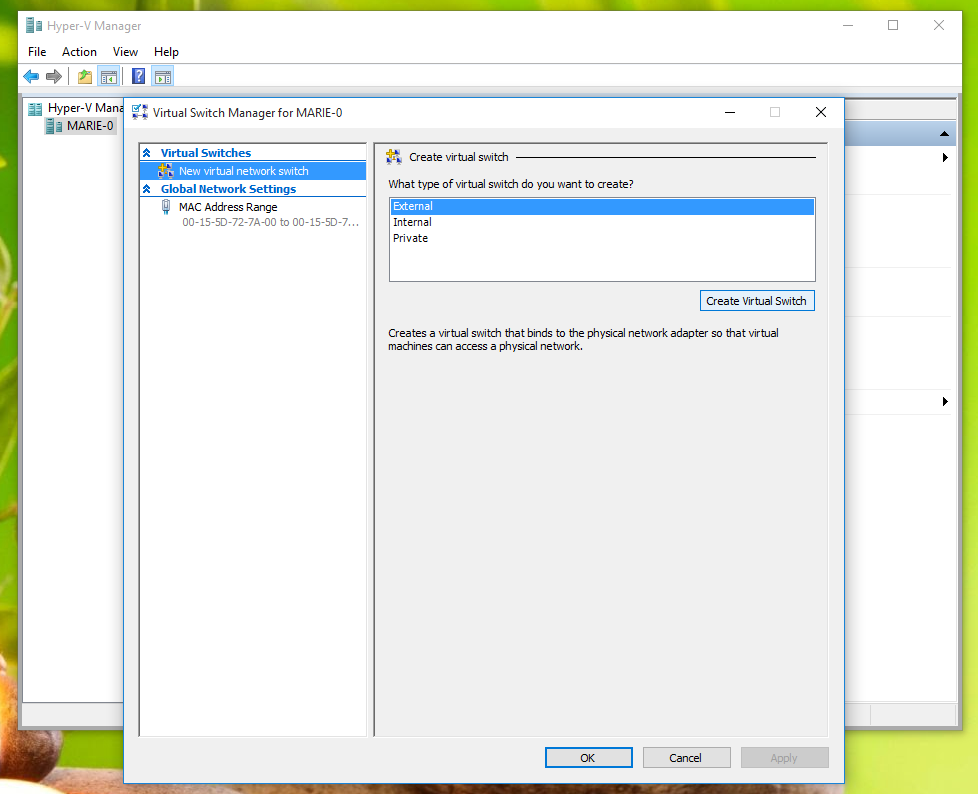 Hyper-V Manager
File Action View Help
Hyper-V Mana
MARIE-0
Virtual Switch Manager for MARIE-0
Virtual Switches
New virtual network switch
Global Network Settings
MAC Address Range
00-15-5D-72-7A-00 to 00-15-5D-7...
Create virtual switch
What type of virtual switch do you want to create?
External
Internal
Private
Create Virtual Switch
Creates a virtual switch that binds to the physical network adapter so that virtual
machines can access a physical network.
OK Cancel Apply